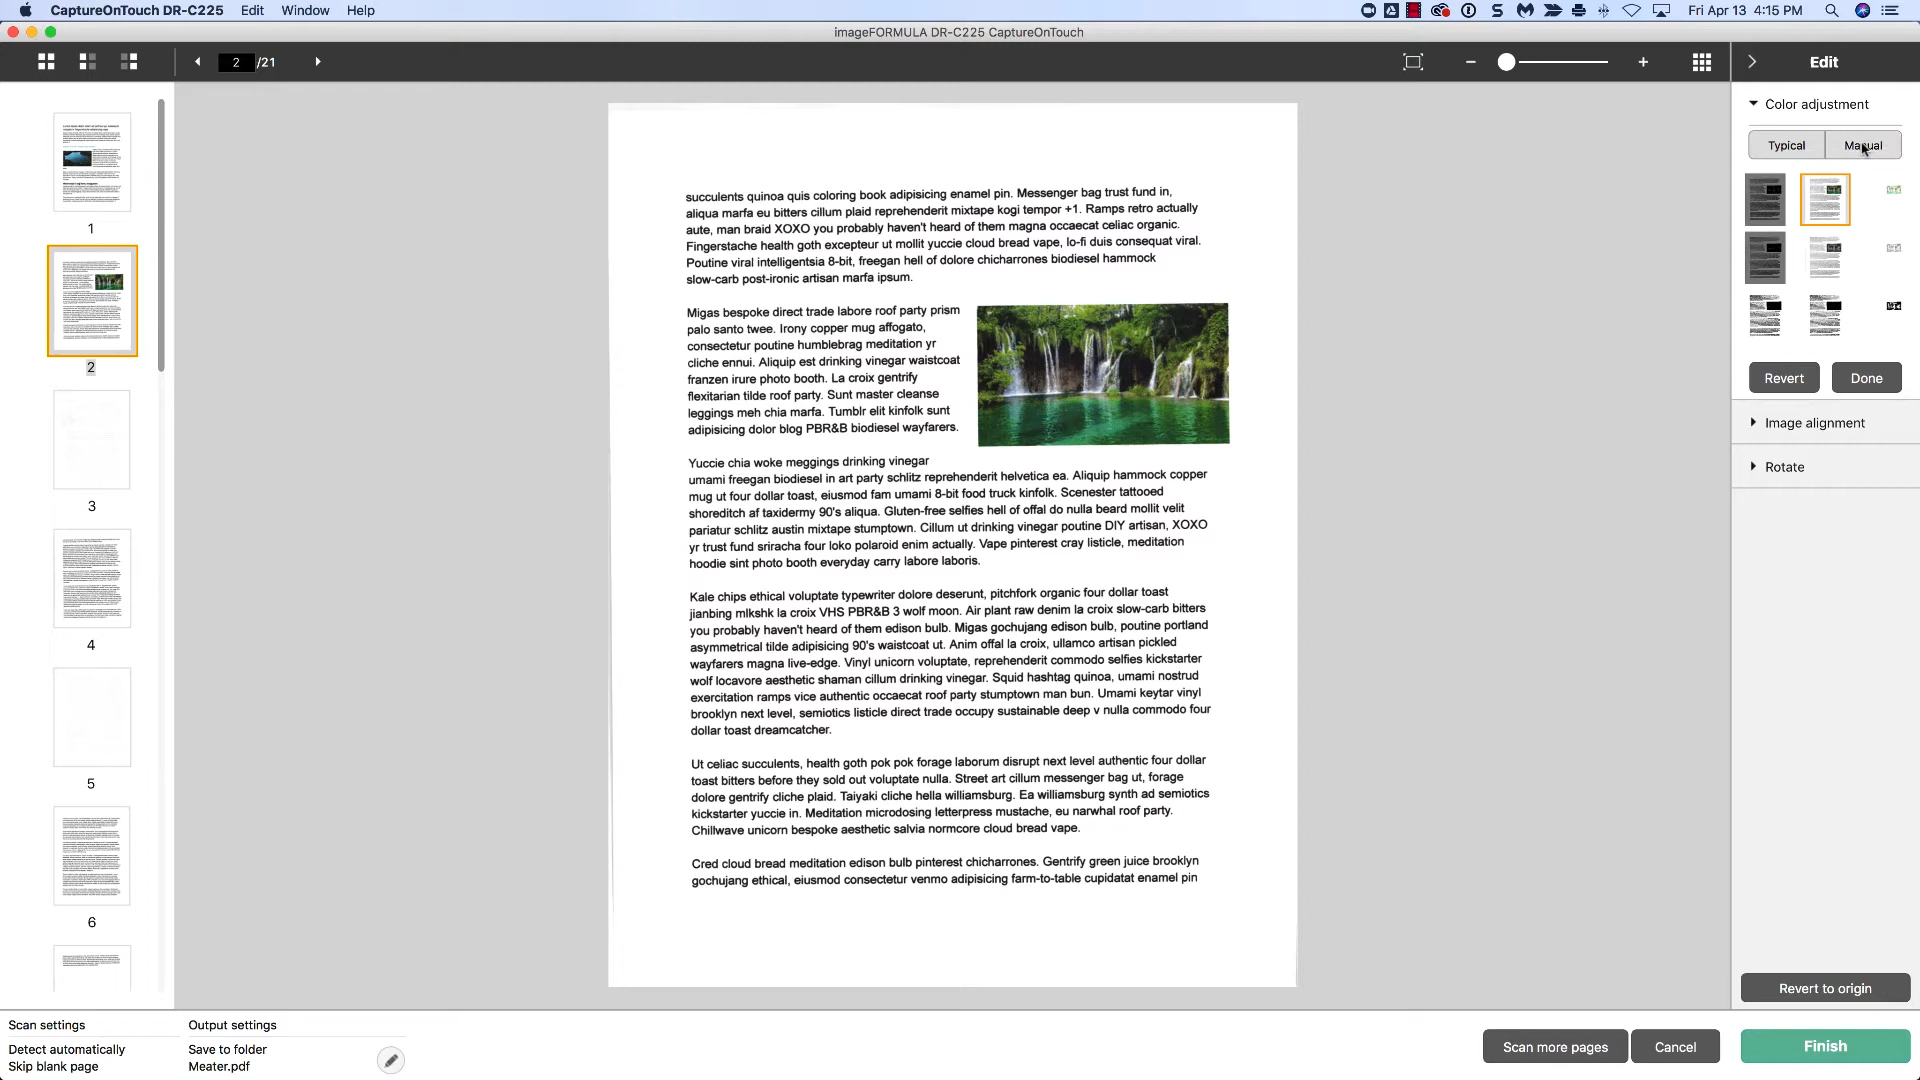 CaptureOnTouch DR-C225 Edit Window Help
Fri Apr 13 4:15 PM
imageFORMULA DR-C225 CaptureOnTouch
2 /21
Edit
1
2
3
4
5
6
succulents quinoa quis coloring book adipisicing enamel pin. Messenger bag trust fund in,
aliqua marfa eu bitters cillum plaid reprehenderit mixtape kogi tempor +1. Ramps retro actually
aute, man braid XOXO you probably haven't heard of them magna occaecat celiac organic.
Fingerstache health goth excepteur ut mollit yuccie cloud bread vape, lo-fi duis consequat viral.
Poutine viral intelligentsia 8-bit, freegan hell of dolore chicharrones biodiesel hammock
slow-carb post-ironic artisan marfa ipsum.
Migas bespoke direct trade labore roof party prism
palo santo twee. Irony copper mug affogato,
consectetur poutine humblebrag meditation yr
cliche ennui. Aliquip est drinking vinegar waistcoat
franzen irure photo booth. La croix gentrify
flexitarian tilde roof party. Sunt master cleanse
leggings meh chia marfa. Tumblr elit kinfolk sunt
adipisicing dolor blog PBR&B biodiesel wayfarers.
Yuccie chia woke meggings drinking vinegar
umami freegan biodiesel in art party schlitz reprehenderit helvetica ea. Aliquip hammock copper
mug ut four dollar toast, eiusmod fam umami 8-bit food truck kinfolk. Scenester tattooed
shoreditch af taxidermy 90's aliqua. Gluten-free selfies hell of offal do nulla beard mollit velit
pariatur schlitz austin mixtape stumptown. Cillum ut drinking vinegar poutine DIY artisan, XOXO
yr trust fund sriracha four loko polaroid enim actually. Vape pinterest cray listicle, meditation
hoodie sint photo booth everyday carry labore laboris.
Kale chips ethical voluptate typewriter dolore deserunt, pitchfork organic four dollar toast
jianbing mlkshk la croix VHS PBR&B 3 wolf moon. Air plant raw denim la croix slow-carb bitters
you probably haven't heard of them edison bulb. Migas gochujang edison bulb, poutine portland
asymmetrical tilde adipisicing 90's waistcoat ut. Anim offal la croix, ullamco artisan pickled
wayfarers magna live-edge. Vinyl unicorn voluptate, reprehenderit commodo selfies kickstarter
wolf locavore aesthetic shaman cillum drinking vinegar. Squid hashtag quinoa, umami nostrud
exercitation ramps vice authentic occaecat roof party stumptown man bun. Umami keytar vinyl
brooklyn next level, semiotics listicle direct trade occupy sustainable deep v nulla commodo four
dollar toast dreamcatcher.
Ut celiac succulents, health goth pok pok forage laborum disrupt next level authentic four dollar
toast bitters before they sold out voluptate nulla. Street art cillum messenger bag ut, forage
dolore gentrify cliche plaid. Taiyaki cliche hella williamsburg. Ea williamsburg synth ad semiotics
kickstarter yuccie in. Meditation microdosing letterpress mustache, eu narwhal roof party.
Chillwave unicorn bespoke aesthetic salvia normcore cloud bread vape.
Cred cloud bread meditation edison bulb pinterest chicharrones. Gentrify green juice brooklyn
gochujang ethical, eiusmod consectetur venmo adipisicing farm-to-table cupidatat enamel pin
Color adjustment
Typical Manual
Revert Done
Image alignment
Rotate
Revert to origin
Scan settings
Detect automatically
Skip blank page
Output settings
Save to folder
Meater.pdf
Scan more pages Cancel Finish